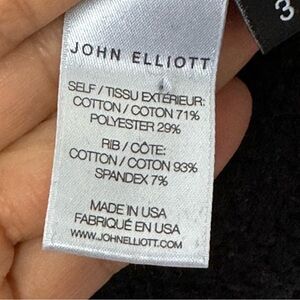 JOHN ELLIOTT
SELF / TISSU EXTÉRIEUR:
COTTON / COTON 71%
POLYESTER 29%
RIB / CÔTE:
COTTON / COTON 93%
SPANDEX 7%
MADE IN USA
FABRIQUÉ EN USA
WWW.JOHNELLIOTT.COM
3